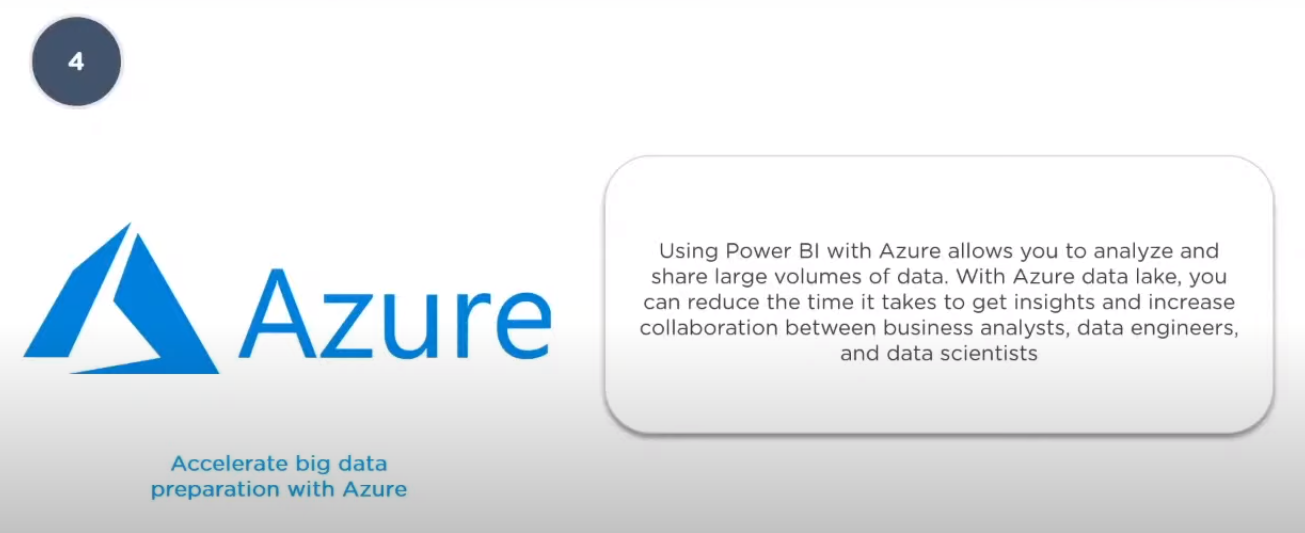 4
Azure
Accelerate big data
preparation with Azure
Using Power BI with Azure allows you to analyze and
share large volumes of data. With Azure data lake, you
can reduce the time it takes to get insights and increase
collaboration between business analysts, data engineers,
and data scientists